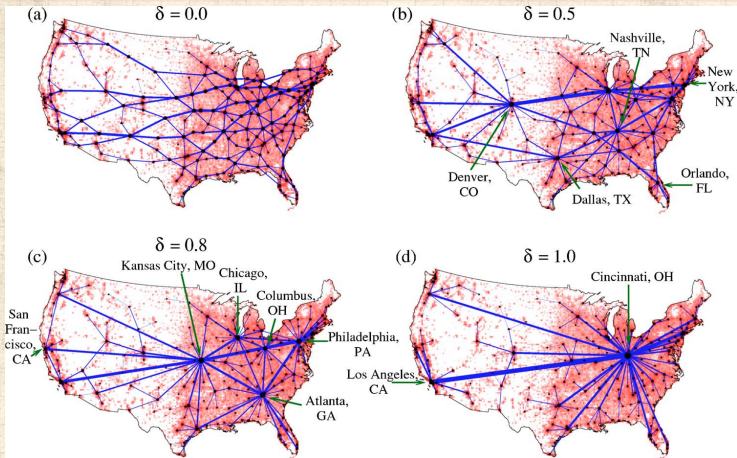 (a)
δ = 0.0
(b)
δ = 0.5
Nashville,
TN
New
York,
NY
Denver,
CO
Dallas, TX
Orlando,
FL
(c)
δ = 0.8
Kansas City, MO
Chicago,
IL
Columbus,
OH
San
Fran–
cisco,
CA
Philadelphia,
PA
Atlanta,
GA
(d)
δ = 1.0
Cincinnati, OH
Los Angeles,
CA